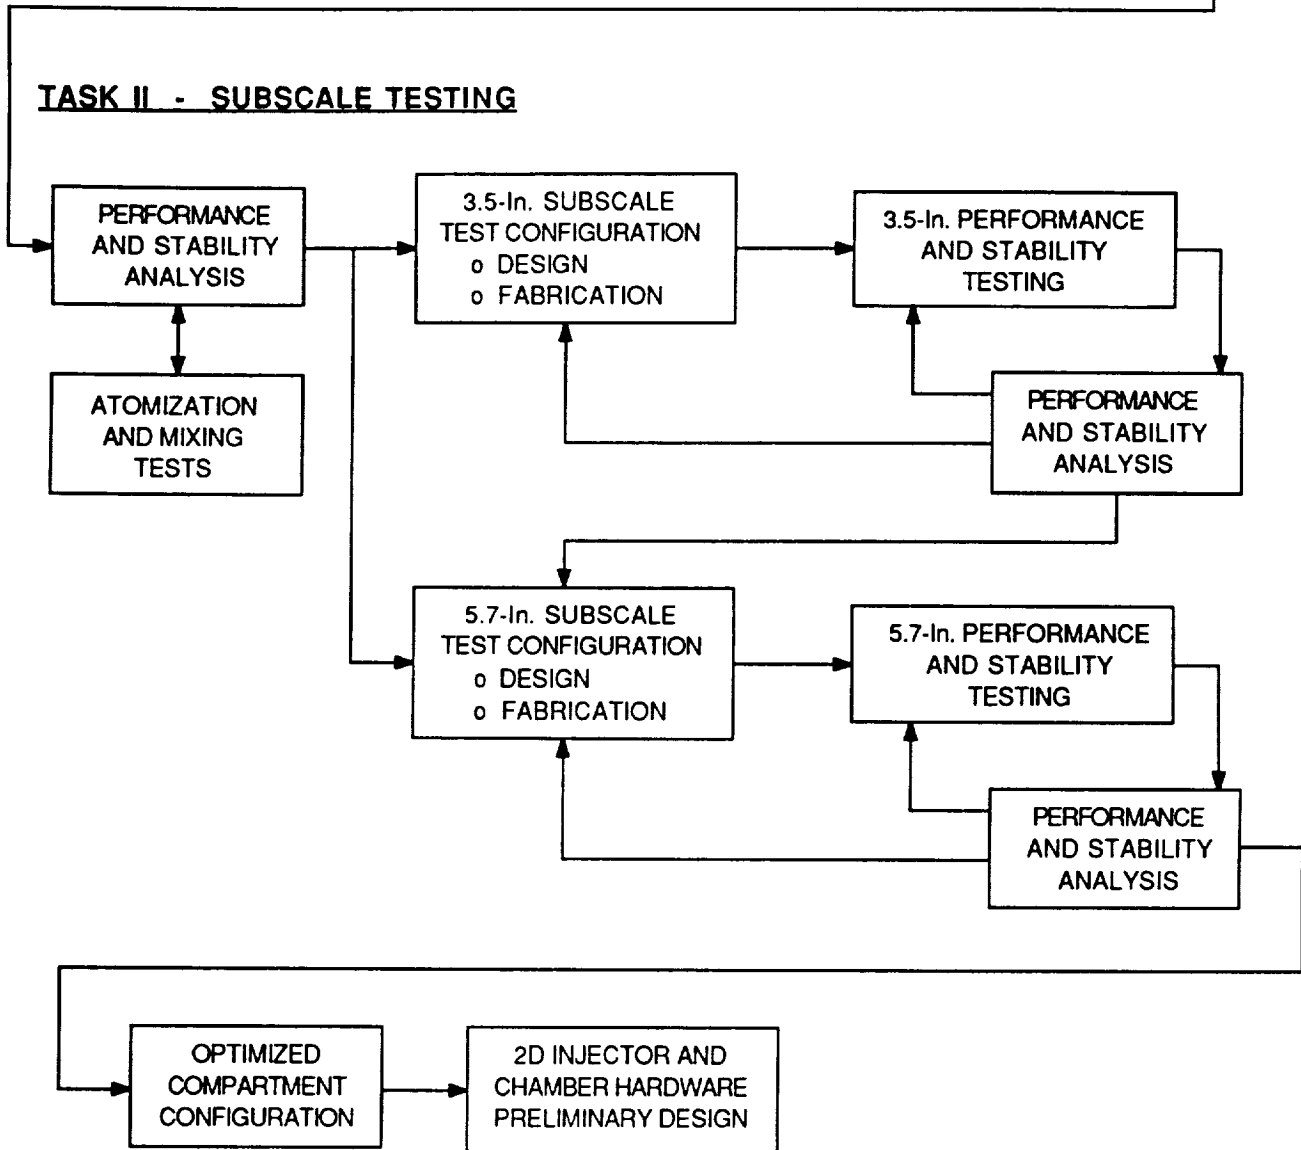 TASK II - SUBSCALE TESTING
PERFORMANCE
AND STABILITY
ANALYSIS
3.5-In. SUBSCALE
TEST CONFIGURATION
o DESIGN
o FABRICATION
3.5-In. PERFORMANCE
AND STABILITY
TESTING
ATOMIZATION
AND MIXING
TESTS
PERFORMANCE
AND STABILITY
ANALYSIS
5.7-In. SUBSCALE
TEST CONFIGURATION
o DESIGN
o FABRICATION
5.7-In. PERFORMANCE
AND STABILITY
TESTING
PERFORMANCE
AND STABILITY
ANALYSIS
OPTIMIZED
COMPARTMENT
CONFIGURATION
2D INJECTOR AND
CHAMBER HARDWARE
PRELIMINARY DESIGN